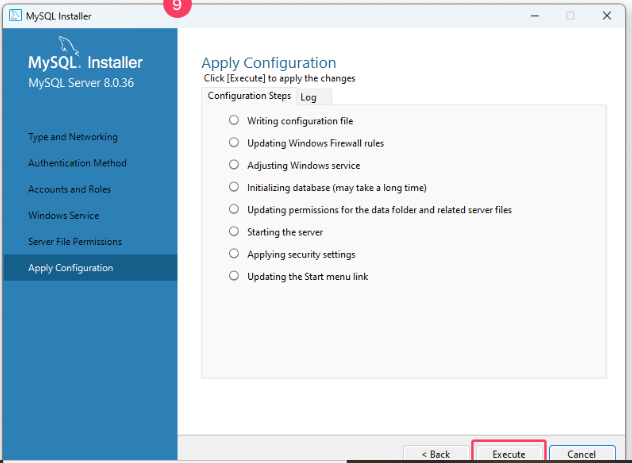 9
MySQL Installer
MySQL. Installer
MySQL Server 8.0.36
Type and Networking
Authentication Method
Accounts and Roles
Windows Service
Server File Permissions
Apply Configuration
Apply Configuration
Click [Execute] to apply the changes
Configuration Steps Log
Writing configuration file
Updating Windows Firewall rules
Adjusting Windows service
Initializing database (may take a long time)
Updating permissions for the data folder and related server files
Starting the server
Applying security settings
Updating the Start menu link
< Back Execute Cancel